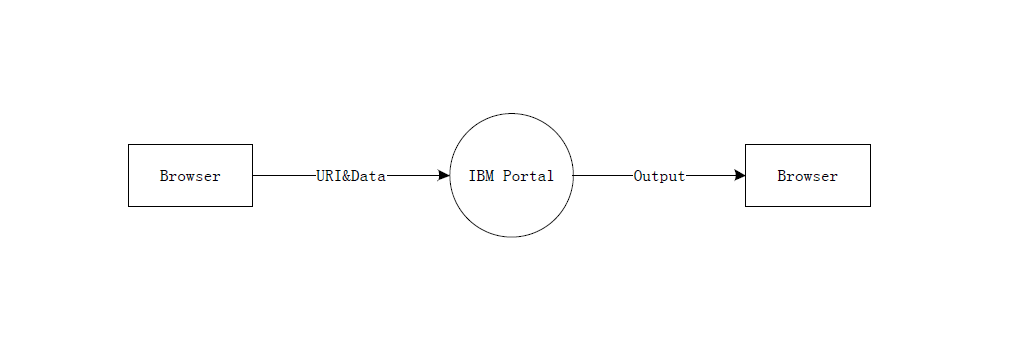 Browser
URI&Data
IBM Portal
Output
Browser